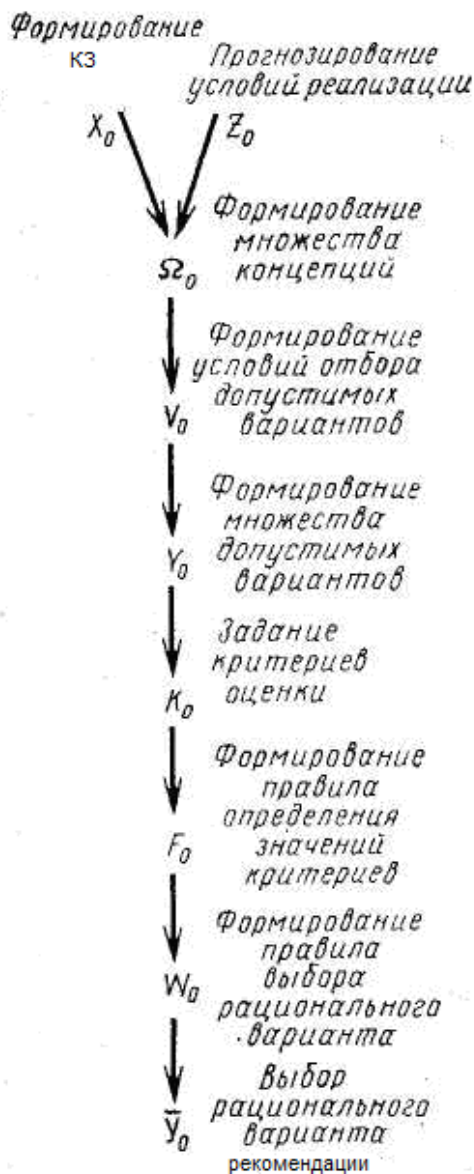 Формирование
КЗ
Прогнозирование
условий реализации
X₀
Z₀
Формирование
множества
концепций
Ω₀
Формирование
условий отбора
допустимых
вариантов
V₀
Формирование
множества
допустимых
вариантов
Y₀
Задание
критериев
оценки
K₀
Формирование
правила
определения
значений
критериев
F₀
Формирование
правила
выбора
рационального
варианта
W₀
Выбор
рационального
варианта
Ȳ₀
рекомендации